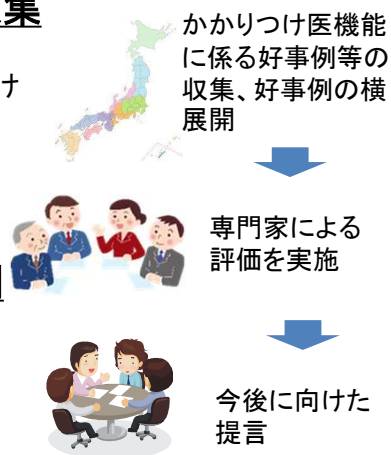 集
け
かかりつけ医機能
に係る好事例等の
収集、好事例の横
展開
専門家による
評価を実施
今後に向けた
提言